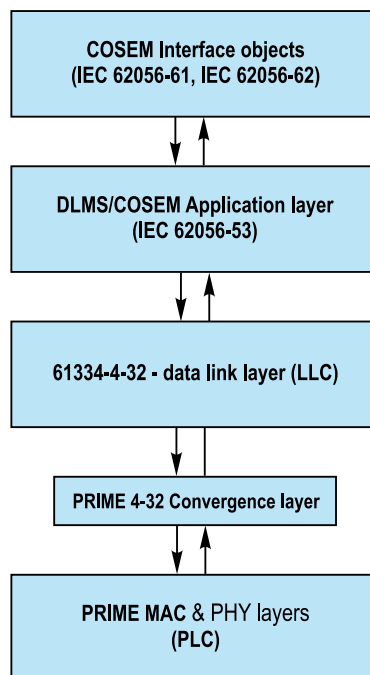 COSEM Interface objects
(IEC 62056-61, IEC 62056-62)
DLMS/COSEM Application layer
(IEC 62056-53)
61334-4-32 - data link layer (LLC)
PRIME 4-32 Convergence layer
PRIME MAC & PHY layers
(PLC)